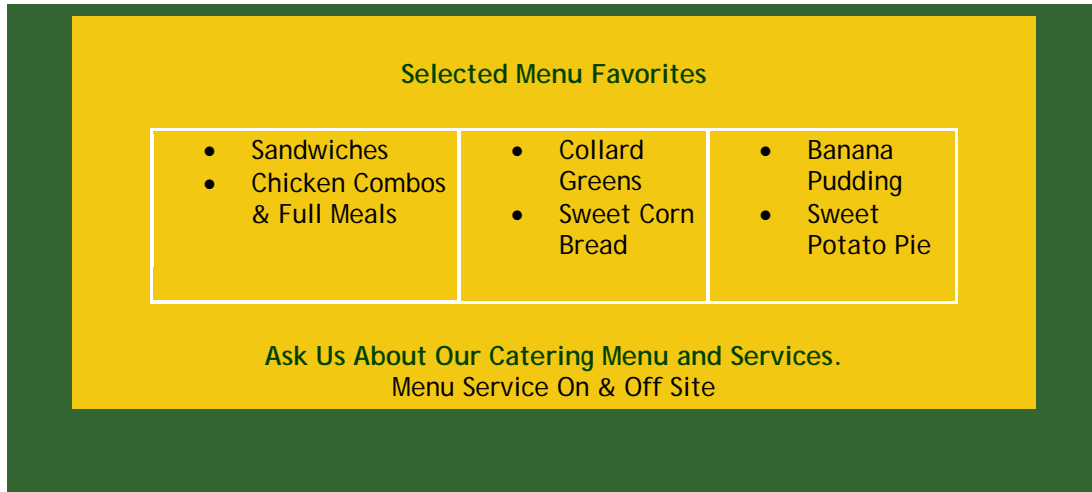 Selected Menu Favorites
• Sandwiches
• Chicken Combos
& Full Meals
• Collard
Greens
• Sweet Corn
Bread
• Banana
Pudding
• Sweet
Potato Pie
Ask Us About Our Catering Menu and Services.
Menu Service On & Off Site